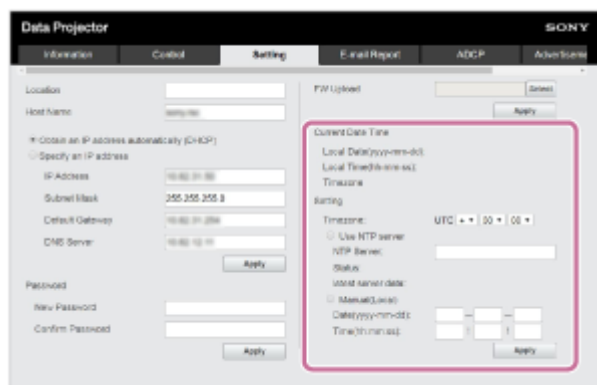 Data Projector
SONY
Information Control Setting E-mail Report ADCP Advertiseme
Location
Host Name
Obtain an IP address automatically (DHCP)
Specify an IP address
IP Address
Subnet Mask 255.255.255.0
Default Gateway
DNS Server
Apply
Password
New Password
Confirm Password
Apply
FW Upload Select
Apply
Current Date Time
Local Date(yyyy-mm-dd):
Local Time(hh:mm:ss):
Timezone
Setting
Timezone: UTC + 00 00
Use NTP server
NTP Server:
Status:
latest server date:
Manual(Local)
Date(yyyy-mm-dd): – –
Time(hh:mm:ss): : :
Apply